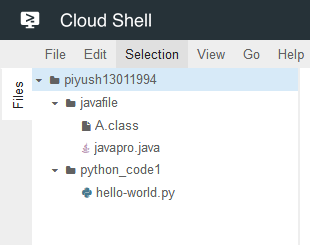 Cloud Shell
File Edit Selection View Go Help
Files
piyush13011994
javafile
A.class
javapro.java
python_code1
hello-world.py